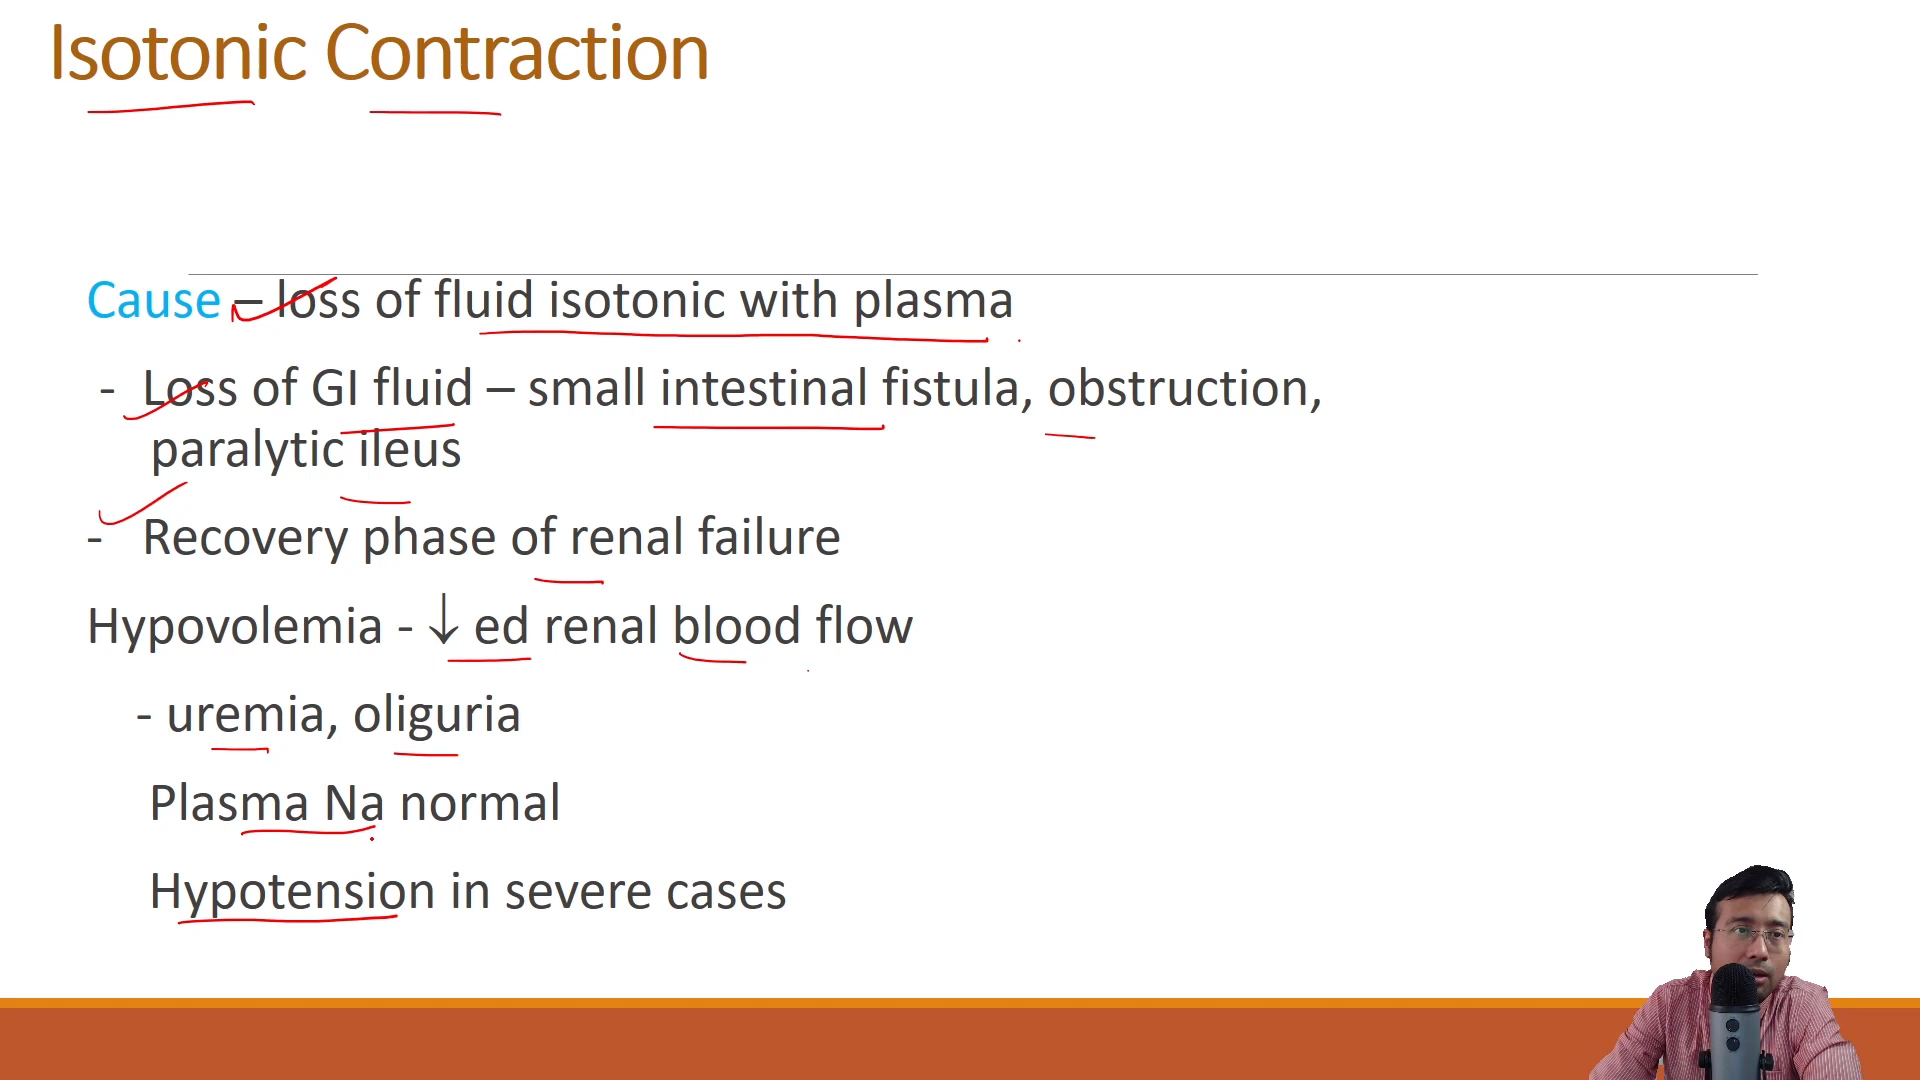 Isotonic Contraction
Cause – loss of fluid isotonic with plasma
- Loss of GI fluid – small intestinal fistula, obstruction,
paralytic ileus
- Recovery phase of renal failure
Hypovolemia - ↓ ed renal blood flow
- uremia, oliguria
Plasma Na normal
Hypotension in severe cases